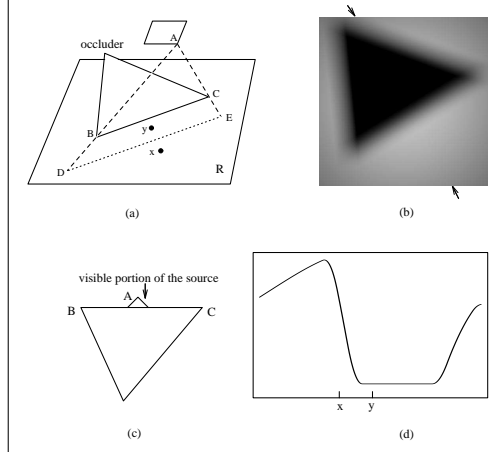 occluder
A
C
B
y
E
x
D
R
(a)
(b)
visible portion of the source
A
B
C
(c)
x
y
(d)